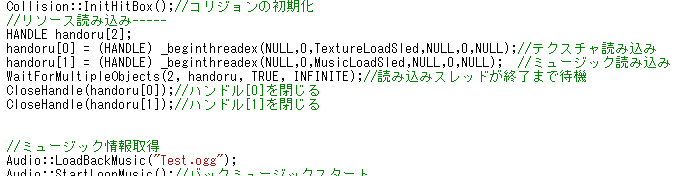 Collision::InitHitBox();//コリジョンの初期化
//リソース読み込み-----
HANDLE handoru[2];
handoru[0] = (HANDLE) _beginthreadex(NULL,0,TextureLoadSled,NULL,0,NULL);//テクスチャ読み込み
handoru[1] = (HANDLE) _beginthreadex(NULL,0,MusicLoadSled,NULL,0,NULL); //ミュージック読み込み
WaitForMultipleObjects(2, handoru, TRUE, INFINITE);//読み込みスレッドが終了まで待機
CloseHandle(handoru[0]);//ハンドル[0]を閉じる
CloseHandle(handoru[1]);//ハンドル[1]を閉じる
//ミュージック情報取得
Audio::LoadBackMusic("Test.ogg");
Audio::StartLoopMusic();//バックミュージックスタート